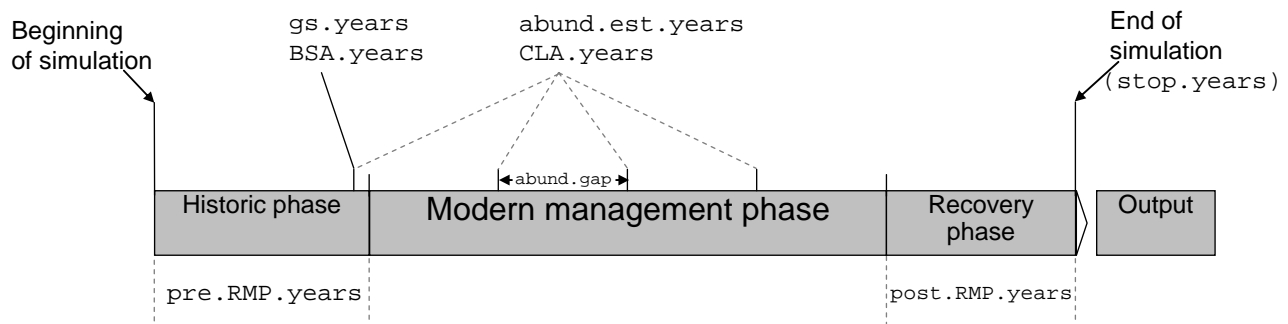 Beginning
of simulation
gs.years
BSA.years
abund.est.years
CLA.years
End of
simulation
(stop.years)
abund.gap
Historic phase
Modern management phase
Recovery
phase
Output
pre.RMP.years
post.RMP.years